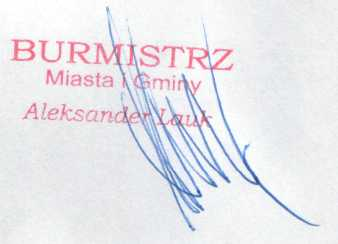 BURMISTRZ
Miasta i Gminy
Aleksander Lauk